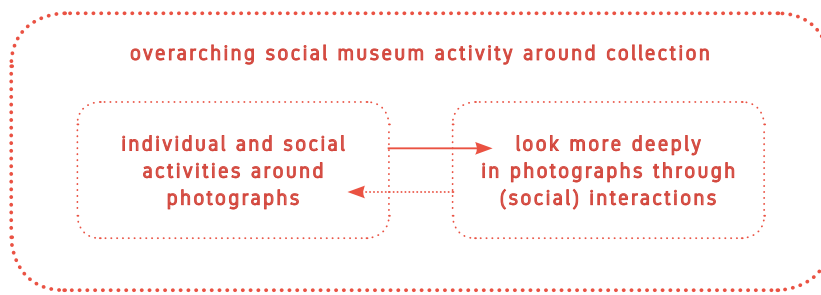 overarching social museum activity around collection
individual and social
activities around
photographs
look more deeply
in photographs through
(social) interactions